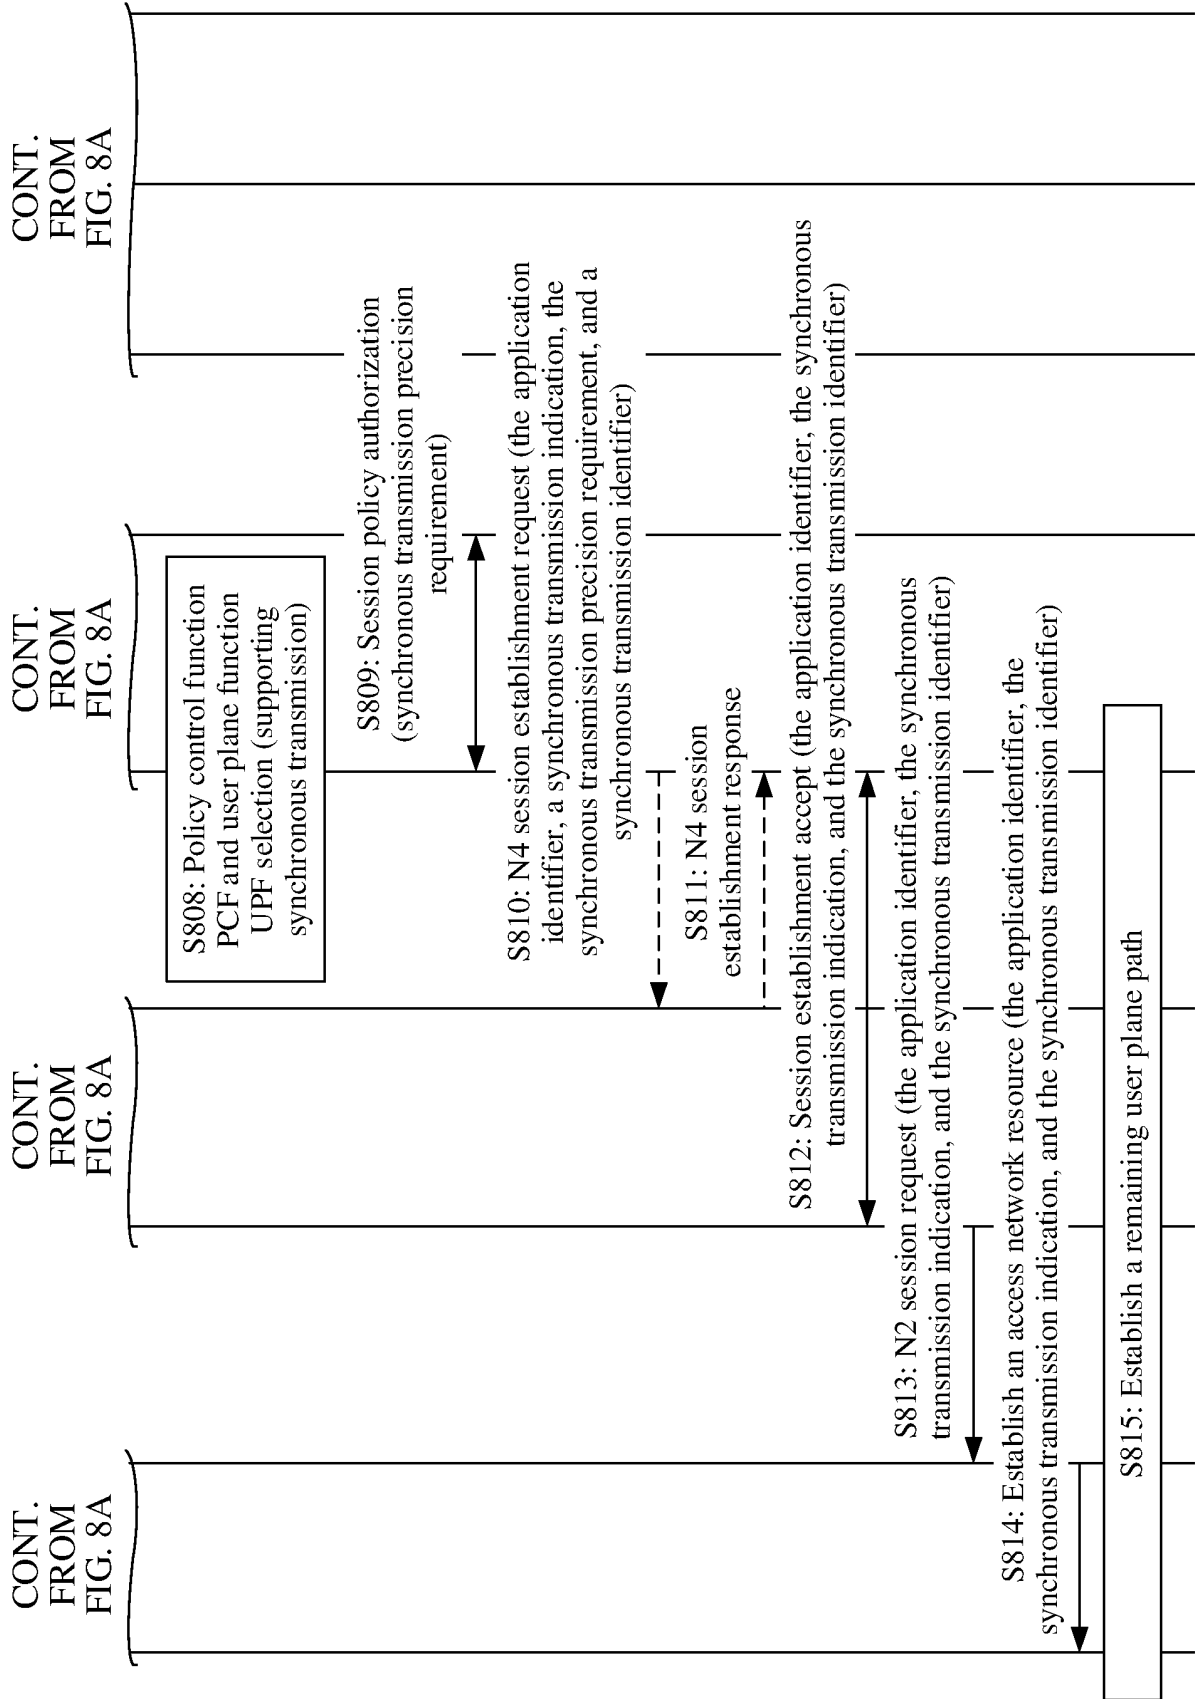 CONT.
FROM
FIG. 8A
CONT.
FROM
FIG. 8A
CONT.
FROM
FIG. 8A
CONT.
FROM
FIG. 8A
S808: Policy control function
PCF and user plane function
UPF selection (supporting
synchronous transmission)
S809: Session policy authorization
(synchronous transmission precision
requirement)
S810: N4 session establishment request (the application
identifier, a synchronous transmission indication, the
synchronous transmission precision requirement, and a
synchronous transmission identifier)
S811: N4 session
establishment response
S812: Session establishment accept (the application identifier, the synchronous
transmission indication, and the synchronous transmission identifier)
S813: N2 session request (the application identifier, the synchronous
transmission indication, and the synchronous transmission identifier)
S814: Establish an access network resource (the application identifier, the
synchronous transmission indication, and the synchronous transmission identifier)
S815: Establish a remaining user plane path